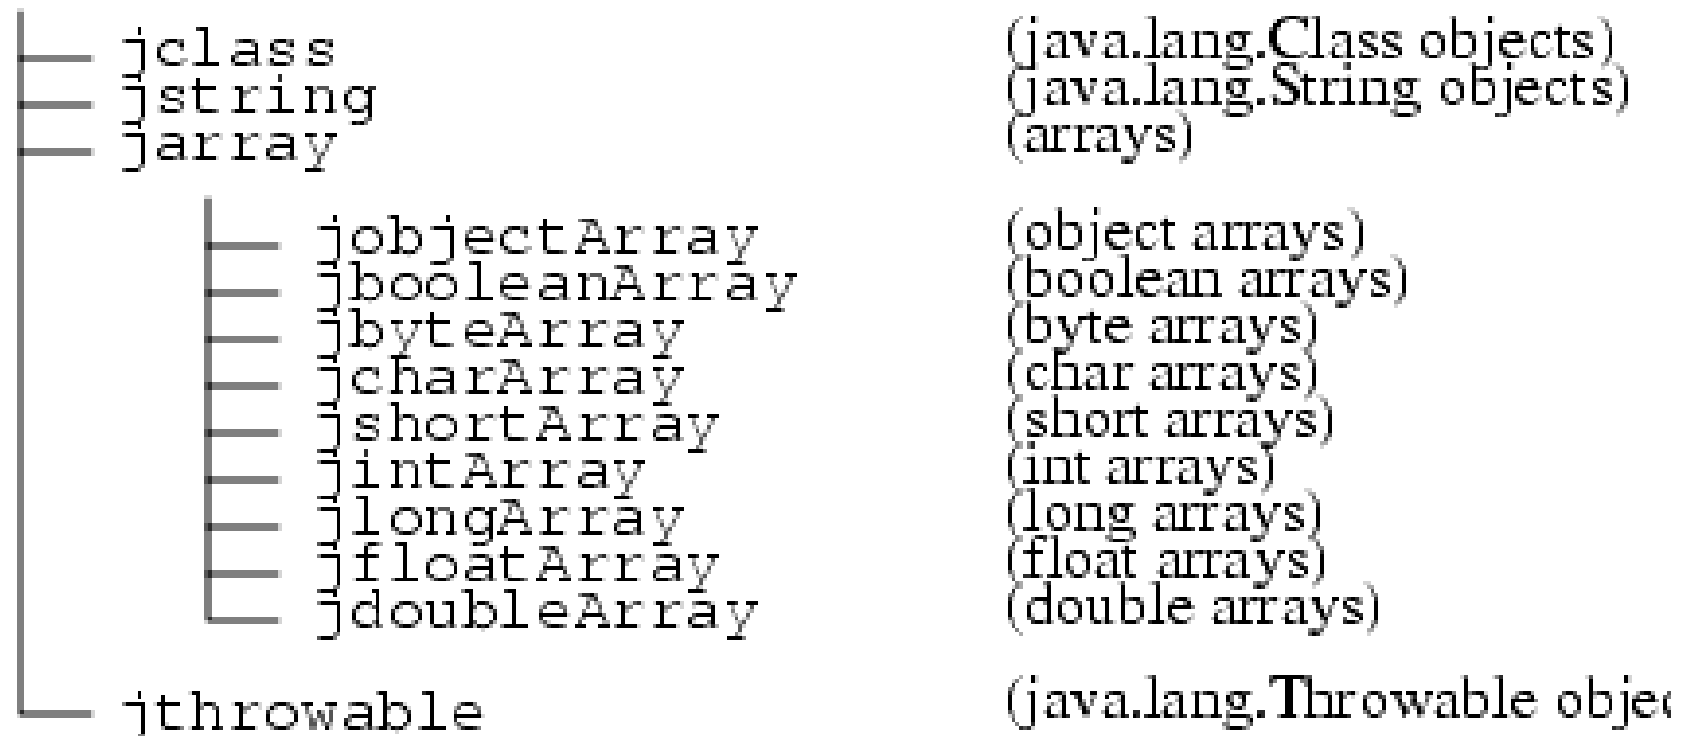 jclass (java.lang.Class objects)
jstring (java.lang.String objects)
jarray (arrays)
jobjectArray (object arrays)
jbooleanArray (boolean arrays)
jbyteArray (byte arrays)
jcharArray (char arrays)
jshortArray (short arrays)
jintArray (int arrays)
jlongArray (long arrays)
jfloatArray (float arrays)
jdoubleArray (double arrays)
jthrowable (java.lang.Throwable